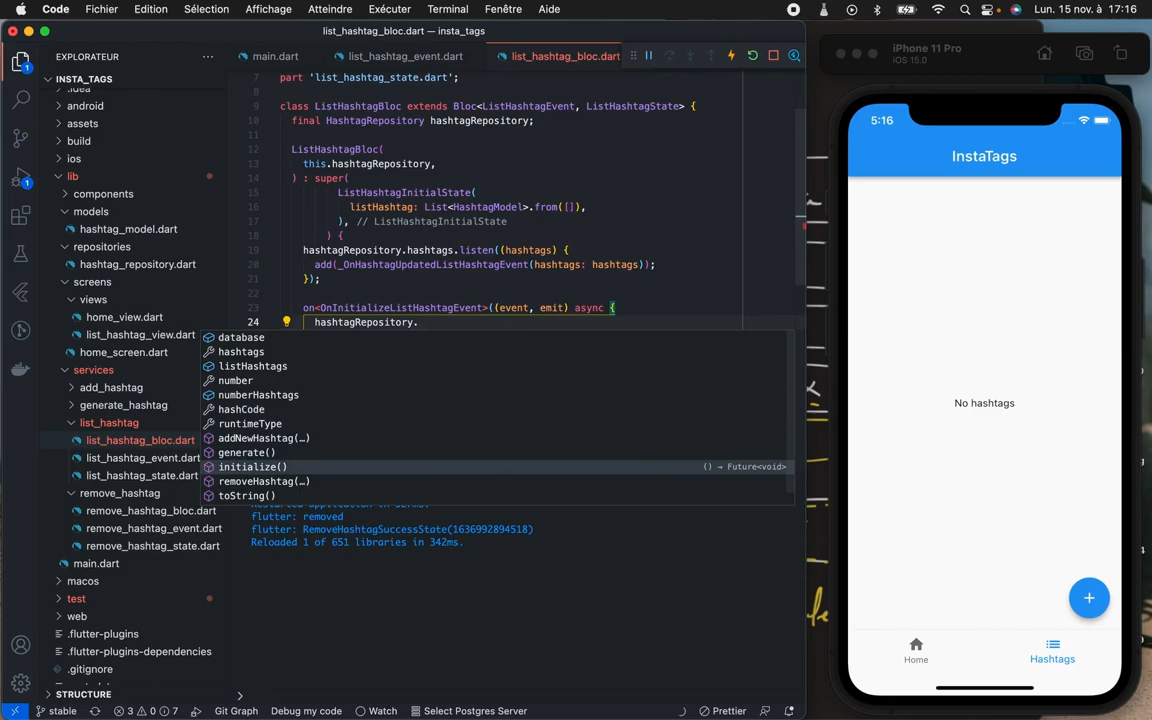 Code Fichier Edition Sélection Affichage Atteindre Exécuter Terminal Fenêtre Aide Lun. 15 nov. à 17:16
list_hashtag_bloc.dart — insta_tags
EXPLORATEUR
main.dart list_hashtag_event.dart list_hashtag_bloc.dart
INSTA_TAGS
.idea
android
assets
build
ios
lib
components
models
hashtag_model.dart
repositories
hashtag_repository.dart
screens
views
home_view.dart
list_hashtag_view.dart
home_screen.dart
services
add_hashtag
generate_hashtag
list_hashtag
list_hashtag_bloc.dart
list_hashtag_event.dart
list_hashtag_state.dart
remove_hashtag
remove_hashtag_bloc.dart
remove_hashtag_event.dart
remove_hashtag_state.dart
main.dart
macos
test
web
.flutter-plugins
.flutter-plugins-dependencies
.gitignore
STRUCTURE
7 part 'list_hashtag_state.dart';
8
9 class ListHashtagBloc extends Bloc<ListHashtagEvent, ListHashtagState> {
10 final HashtagRepository hashtagRepository;
11
12 ListHashtagBloc(
13 this.hashtagRepository,
14 ) : super(
15 ListHashtagInitialState(
16 listHashtag: List<HashtagModel>.from([]),
17 ), // ListHashtagInitialState
18 ) {
19 hashtagRepository.hashtags.listen((hashtags) {
20 add(_OnHashtagUpdatedListHashtagEvent(hashtags: hashtags));
21 });
22
23 on<OnInitializeListHashtagEvent>((event, emit) async {
24 hashtagRepository.
database
hashtags
listHashtags
number
numberHashtags
hashCode
runtimeType
addNewHashtag(…)
generate()
initialize() () → Future<void>
removeHashtag(…)
toString()
flutter: removed
flutter: RemoveHashtagSuccessState(1636992894518)
Reloaded 1 of 651 libraries in 342ms.
stable 3 0 7 Git Graph Debug my code Watch Select Postgres Server Prettier
iPhone 11 Pro
iOS 15.0
5:16
InstaTags
No hashtags
+
Home Hashtags